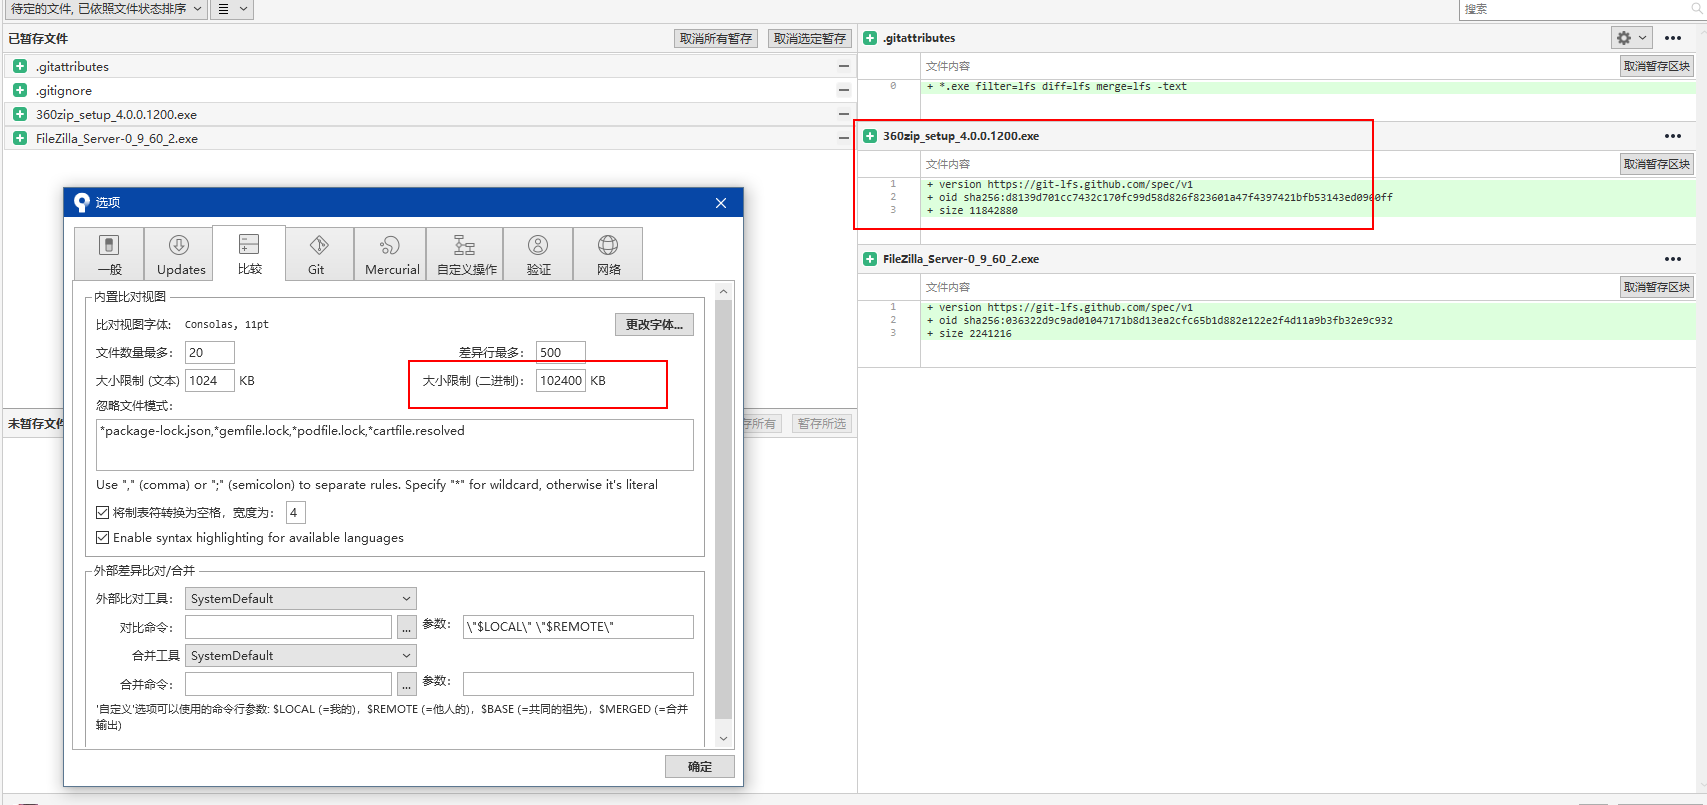 待定的文件, 已依照文件状态排序
搜索
已暂存文件
取消所有暂存
取消选定暂存
.gitattributes
.gitignore
360zip_setup_4.0.0.1200.exe
FileZilla_Server-0_9_60_2.exe
.gitattributes
文件内容
取消暂存区块
0 + *.exe filter=lfs diff=lfs merge=lfs -text
360zip_setup_4.0.0.1200.exe
文件内容
取消暂存区块
1 + version https://git-lfs.github.com/spec/v1
2 + oid sha256:d8139d701cc7432c170fc99d58d826f823601a47f4397421bfb53143ed0960ff
3 + size 11842880
FileZilla_Server-0_9_60_2.exe
文件内容
取消暂存区块
1 + version https://git-lfs.github.com/spec/v1
2 + oid sha256:036322d9c9ad01047171b8d13ea2cfc65b1d882e122e2f4d11a9b3fb32e9c932
3 + size 2241216
未暂存文件
存所有
暂存所选
选项
一般
Updates
比较
Git
Mercurial
自定义操作
验证
网络
内置比对视图
比对视图字体: Consolas, 11pt
更改字体...
文件数量最多: 20
差异行最多: 500
大小限制 (文本) 1024 KB
大小限制 (二进制): 102400 KB
忽略文件模式:
*package-lock.json,*gemfile.lock,*podfile.lock,*cartfile.resolved
Use "," (comma) or ";" (semicolon) to separate rules. Specify "*" for wildcard, otherwise it's literal
将制表符转换为空格，宽度为: 4
Enable syntax highlighting for available languages
外部差异比对/合并
外部比对工具: SystemDefault
对比命令: ... 参数: \"$LOCAL\" \"$REMOTE\"
合并工具 SystemDefault
合并命令: ... 参数:
'自定义'选项可以使用的命令行参数: $LOCAL (=我的)，$REMOTE (=他人的)，$BASE (=共同的祖先)，$MERGED (=合并
输出)
确定